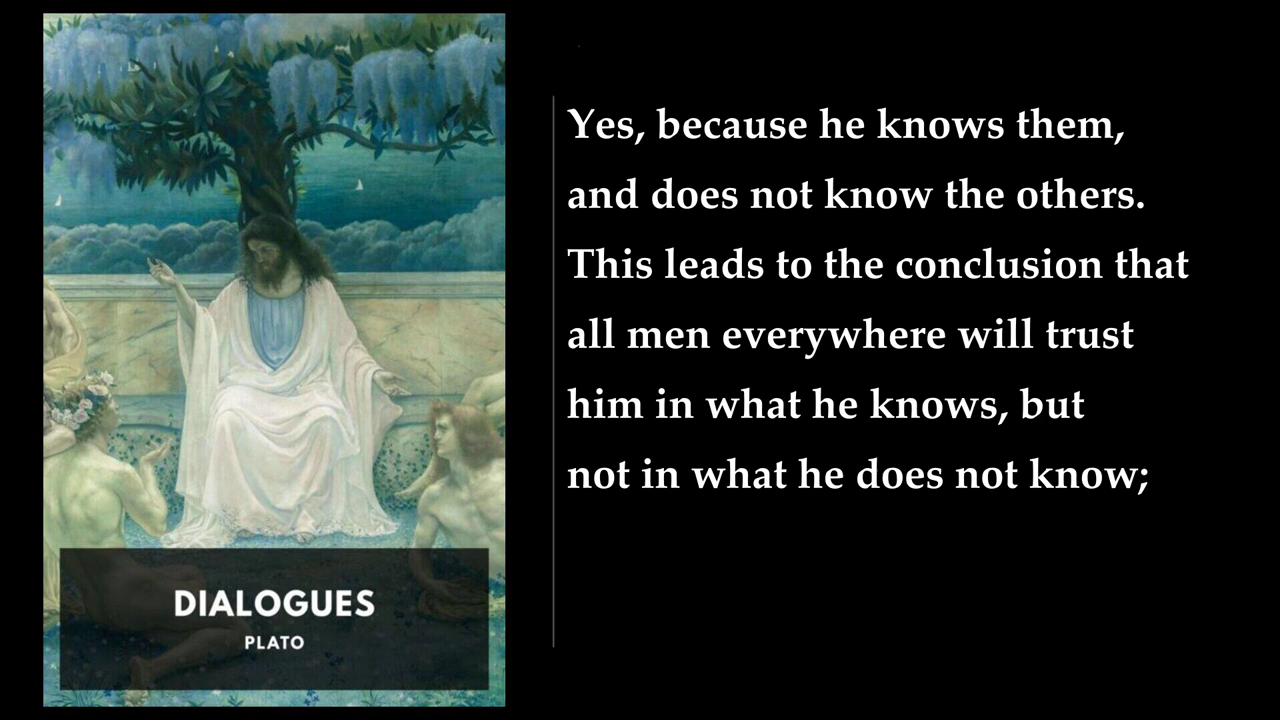 DIALOGUES
PLATO
Yes, because he knows them,
and does not know the others.
This leads to the conclusion that
all men everywhere will trust
him in what he knows, but
not in what he does not know;